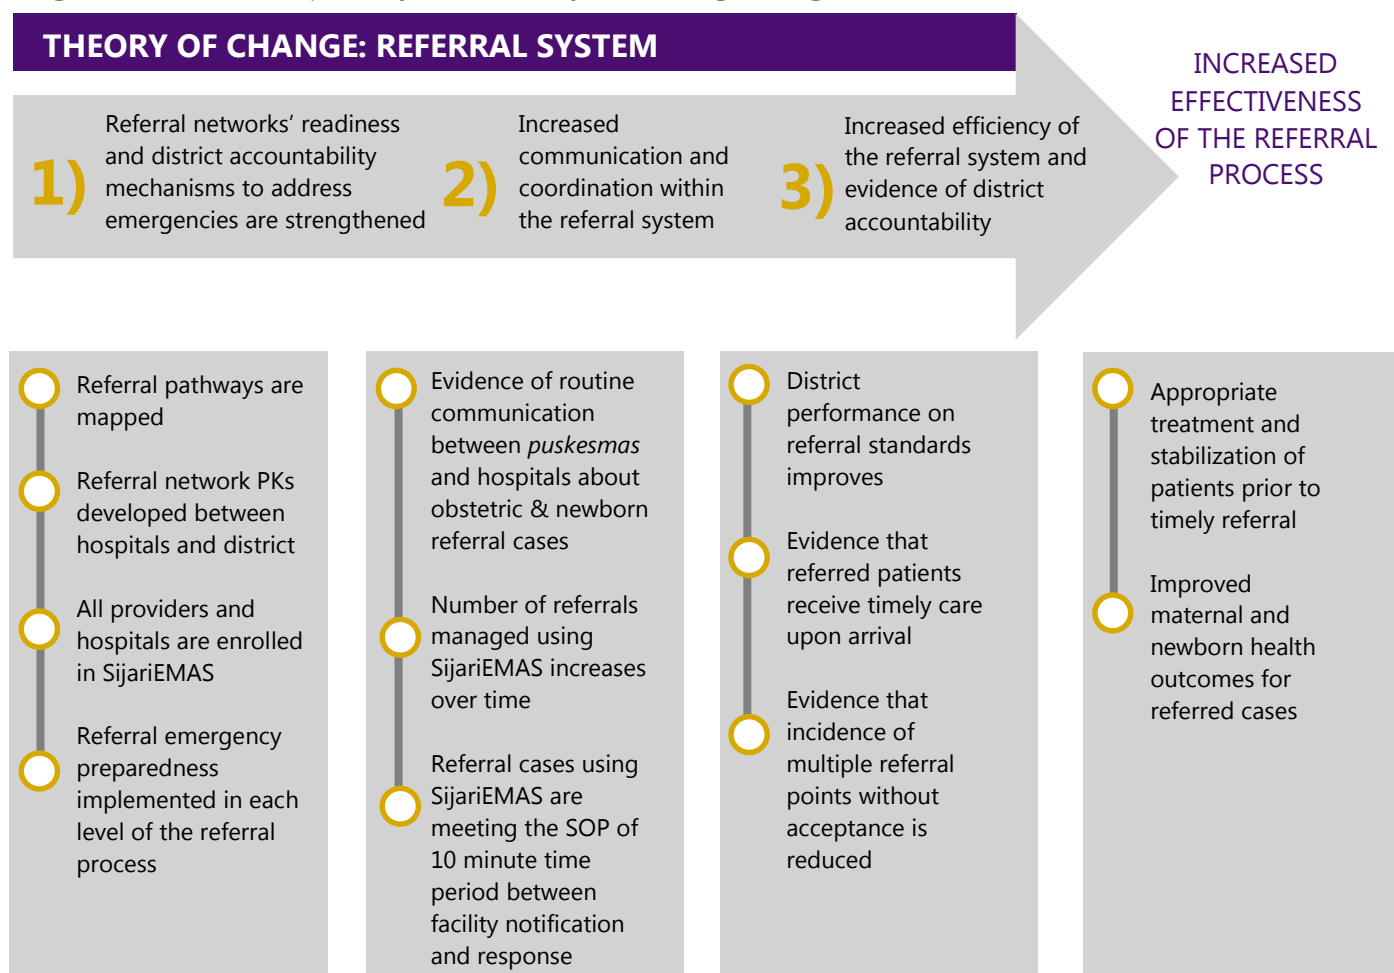 THEORY OF CHANGE: REFERRAL SYSTEM
INCREASED
EFFECTIVENESS
OF THE REFERRAL
PROCESS
1)
Referral networks’ readiness
and district accountability
mechanisms to address
emergencies are strengthened
2)
Increased
communication and
coordination within
the referral system
3)
Increased efficiency of
the referral system and
evidence of district
accountability
Referral pathways are
mapped
Referral network PKs
developed between
hospitals and district
All providers and
hospitals are enrolled
in SijariEMAS
Referral emergency
preparedness
implemented in each
level of the referral
process
Evidence of routine
communication
between puskesmas
and hospitals about
obstetric & newborn
referral cases
Number of referrals
managed using
SijariEMAS increases
over time
Referral cases using
SijariEMAS are
meeting the SOP of
10 minute time
period between
facility notification
and response
District
performance on
referral standards
improves
Evidence that
referred patients
receive timely care
upon arrival
Evidence that
incidence of
multiple referral
points without
acceptance is
reduced
Appropriate
treatment and
stabilization of
patients prior to
timely referral
Improved
maternal and
newborn health
outcomes for
referred cases